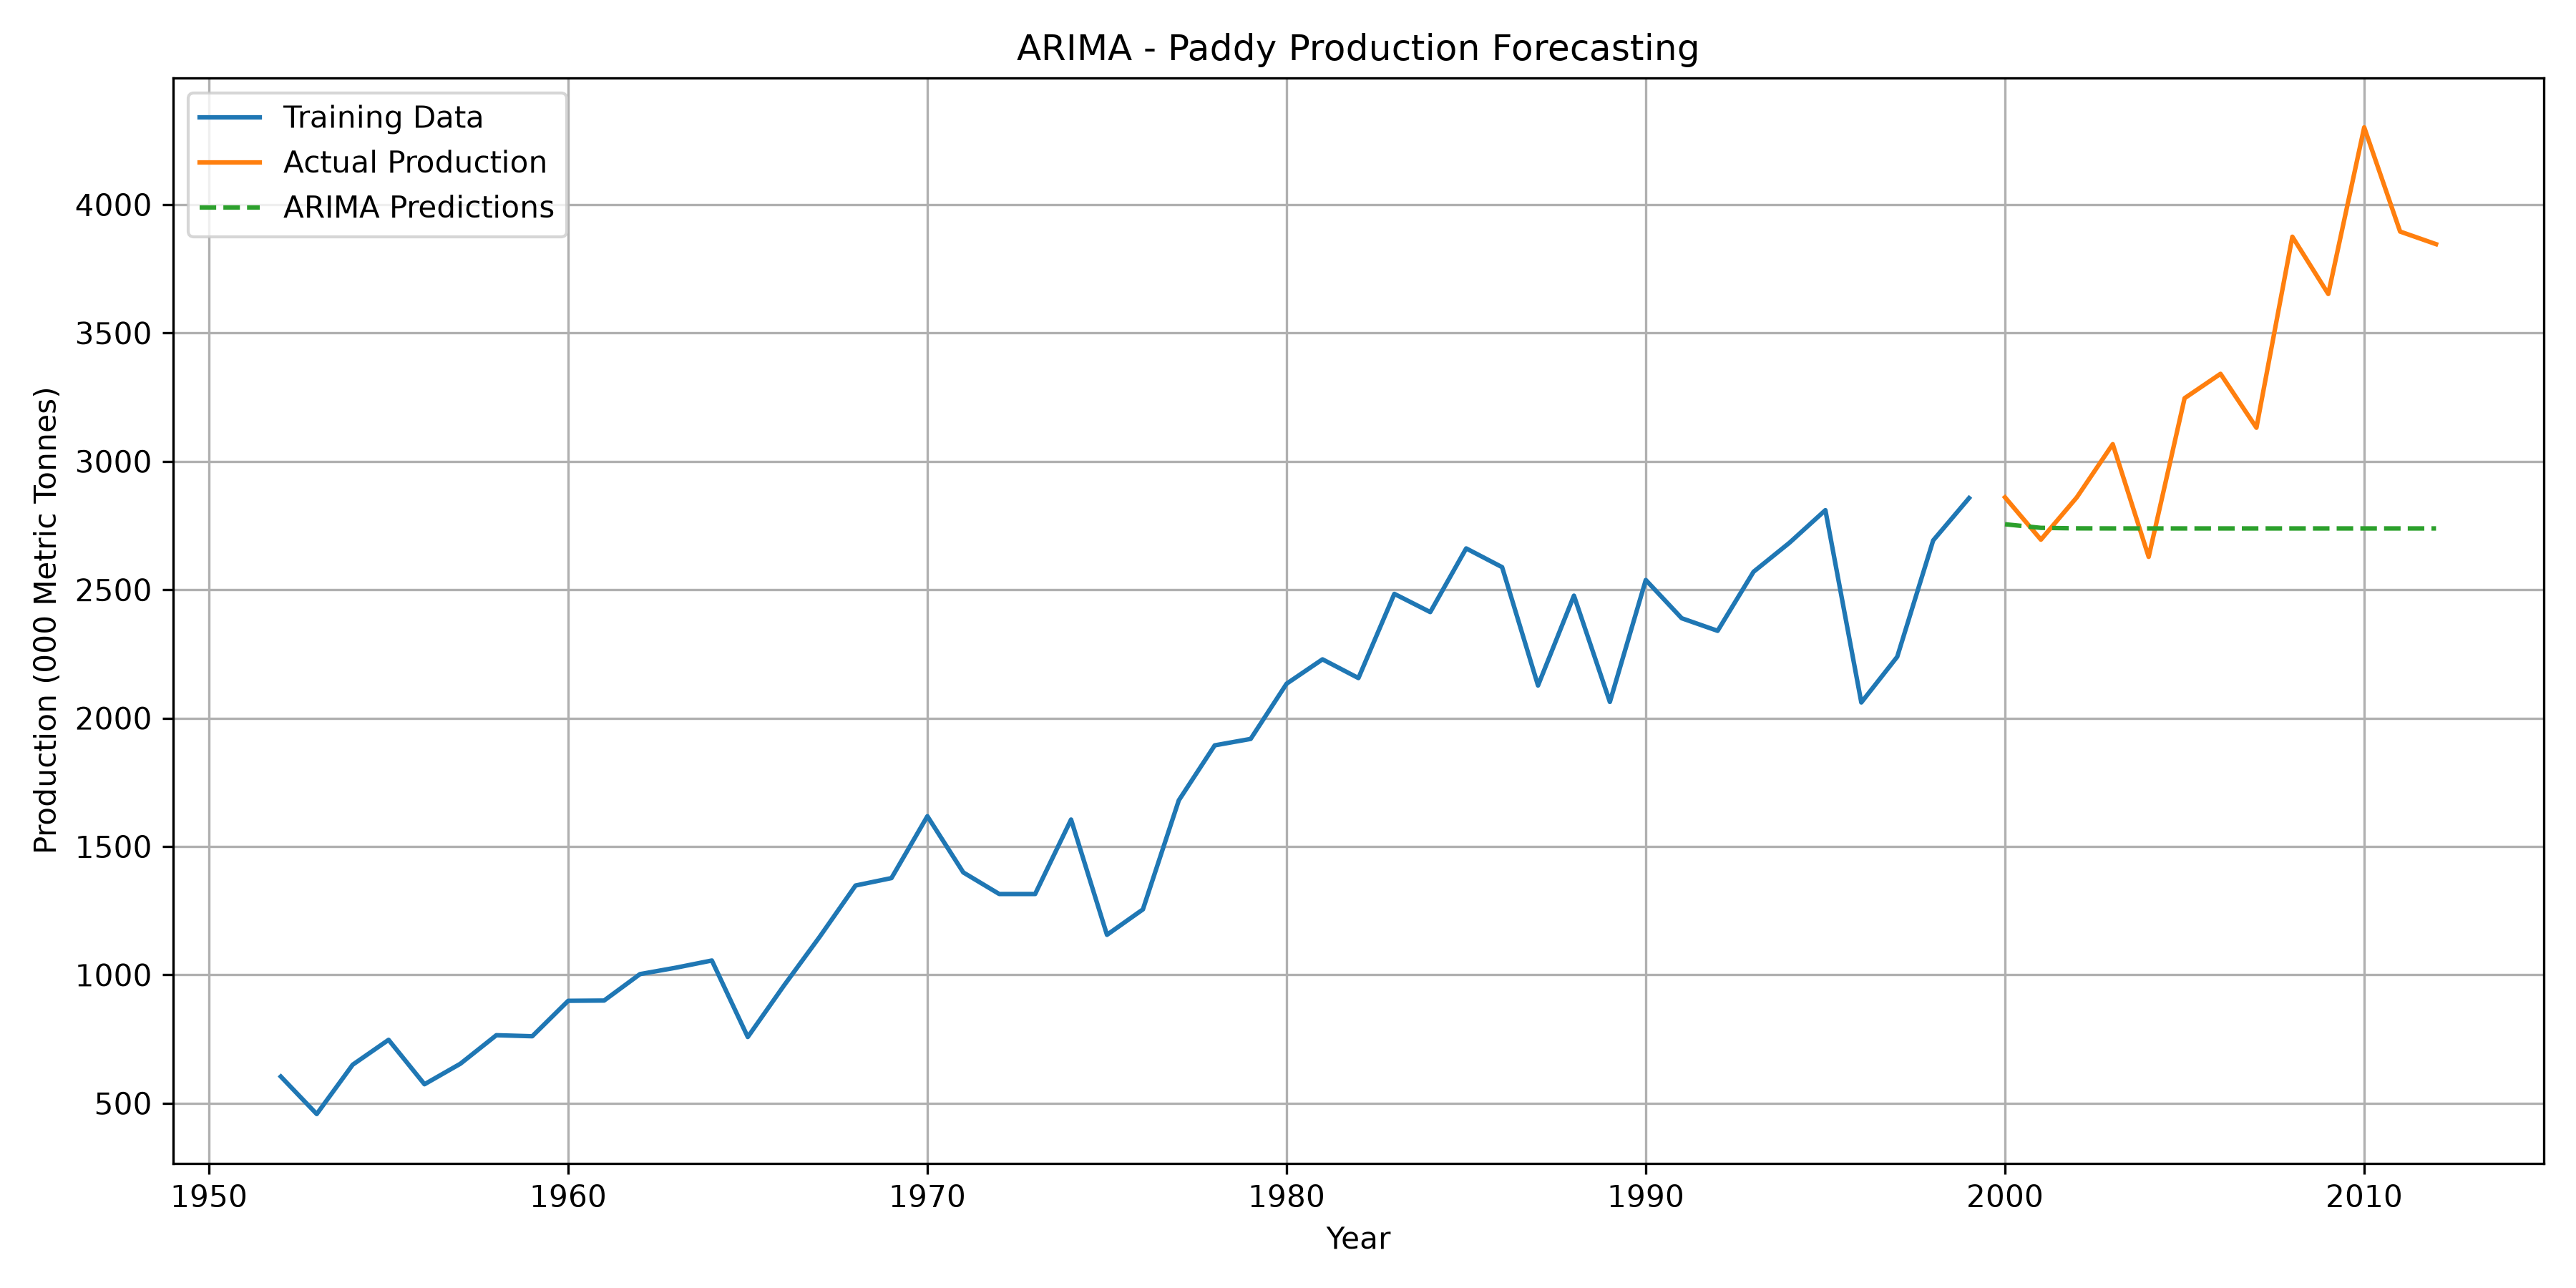 ARIMA - Paddy Production Forecasting
Training Data
Actual Production
ARIMA Predictions
Production (000 Metric Tonnes)
4000
3500
3000
2500
2000
1500
1000
500
1950 1960 1970 1980 1990 2000 2010
Year